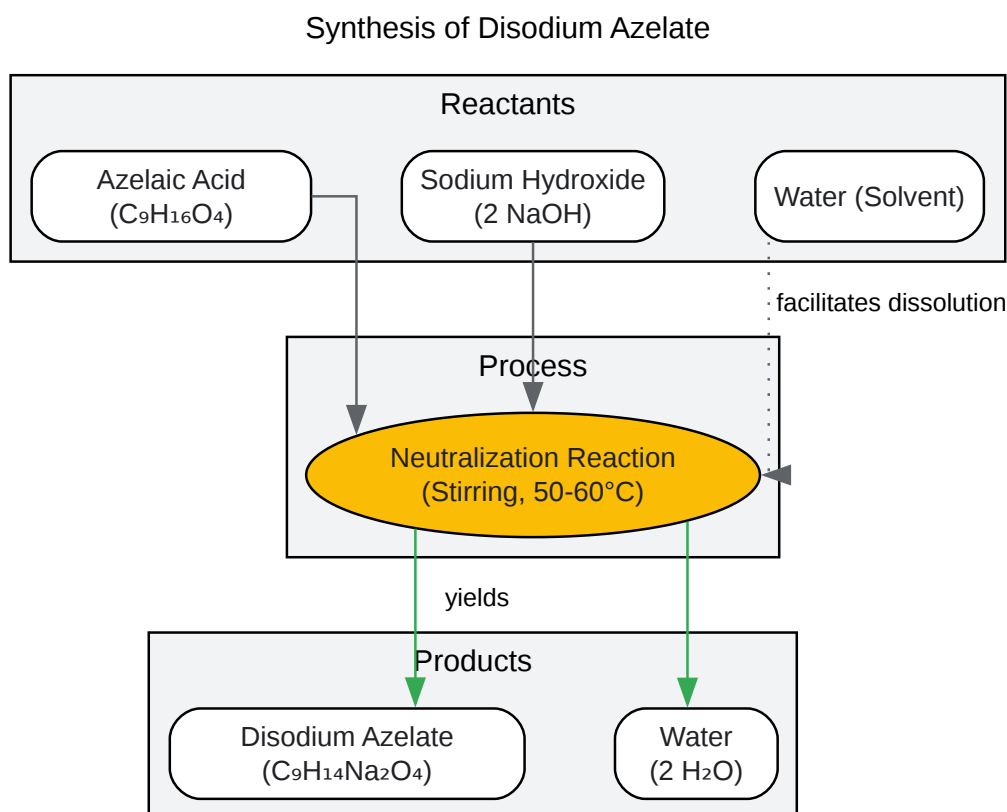 Synthesis of Disodium Azelate
Reactants
Azelaic Acid
(C₉H₁₆O₄)
Sodium Hydroxide
(2 NaOH)
Water (Solvent)
facilitates dissolution
Process
Neutralization Reaction
(Stirring, 50-60°C)
yields
Products
Disodium Azelate
(C₉H₁₄Na₂O₄)
Water
(2 H₂O)